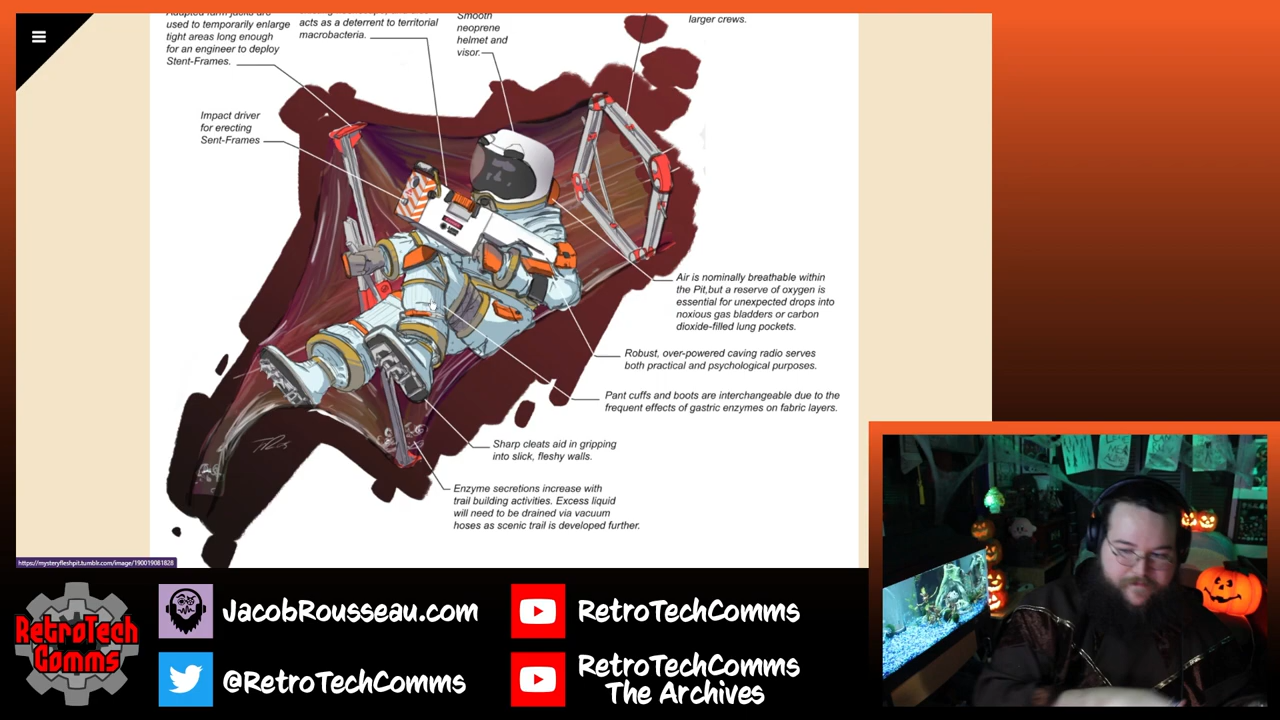 Adapted farm jacks are
used to temporarily enlarge
tight areas long enough
for an engineer to deploy
Stent-Frames.
acts as a deterrent to territorial
macrobacteria.
Smooth
neoprene
helmet and
visor.
larger crews.
Impact driver
for erecting
Sent-Frames
Air is nominally breathable within
the Pit,but a reserve of oxygen is
essential for unexpected drops into
noxious gas bladders or carbon
dioxide-filled lung pockets.
Robust, over-powered caving radio serves
both practical and psychological purposes.
Pant cuffs and boots are interchangeable due to the
frequent effects of gastric enzymes on fabric layers.
Sharp cleats aid in gripping
into slick, fleshy walls.
Enzyme secretions increase with
trail building activities. Excess liquid
will need to be drained via vacuum
hoses as scenic trail is developed further.
https://mysteryfleshpit.tumblr.com/image/190019081828
RetroTech
Comms
JacobRousseau.com
RetroTechComms
@RetroTechComms
RetroTechComms
The Archives